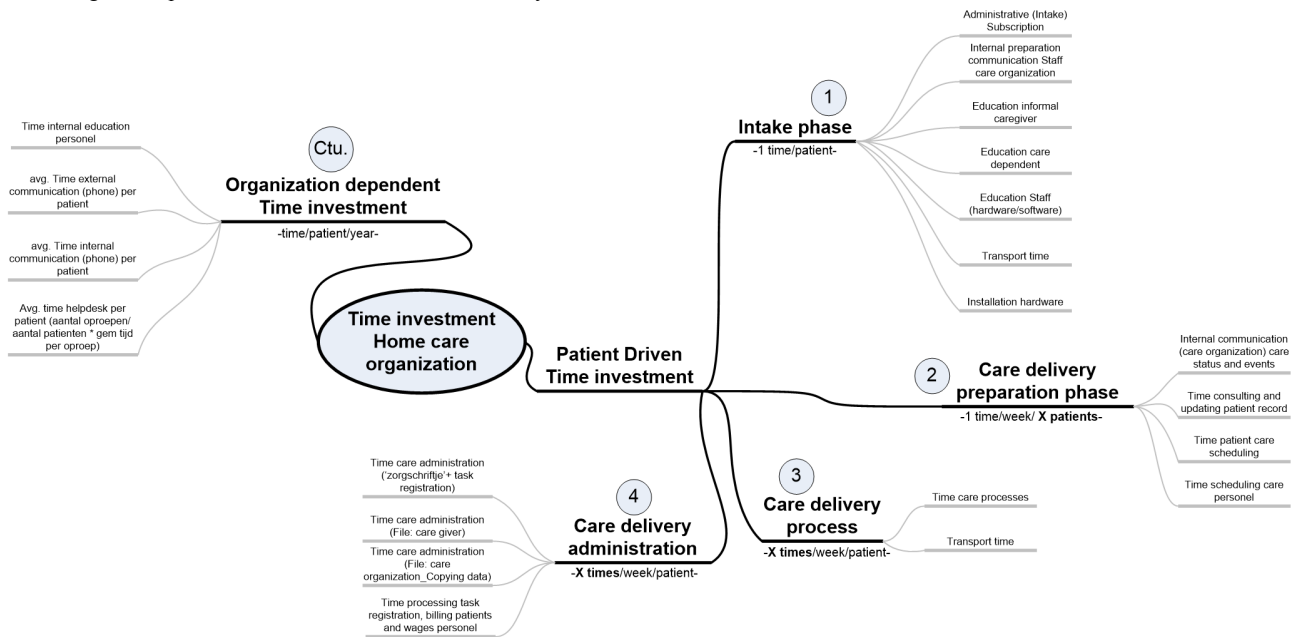 Time internal education
personel
avg. Time external
communication (phone) per
patient
avg. Time internal
communication (phone) per
patient
Avg. time helpdesk per
patient (aantal oproepen/
aantal patienten * gem tijd
per oproep)
Ctu.
Organization dependent
Time investment
-time/patient/year-
Time investment
Home care
organization
Patient Driven
Time investment
1
Intake phase
-1 time/patient-
Administrative (Intake)
Subscription
Internal preparation
communication Staff
care organization
Education informal
caregiver
Education care
dependent
Education Staff
(hardware/software)
Transport time
Installation hardware
2
Care delivery
preparation phase
-1 time/week/ X patients-
Internal communication
(care organization) care
status and events
Time consulting and
updating patient record
Time patient care
scheduling
Time scheduling care
personel
3
Care delivery
process
-X times/week/patient-
Time care processes
Transport time
4
Care delivery
administration
-X times/week/patient-
Time care administration
('zorgschriftje'+ task
registration)
Time care administration
(File: care giver)
Time care administration
(File: care
organization_Copying data)
Time processing task
registration, billing patients
and wages personel